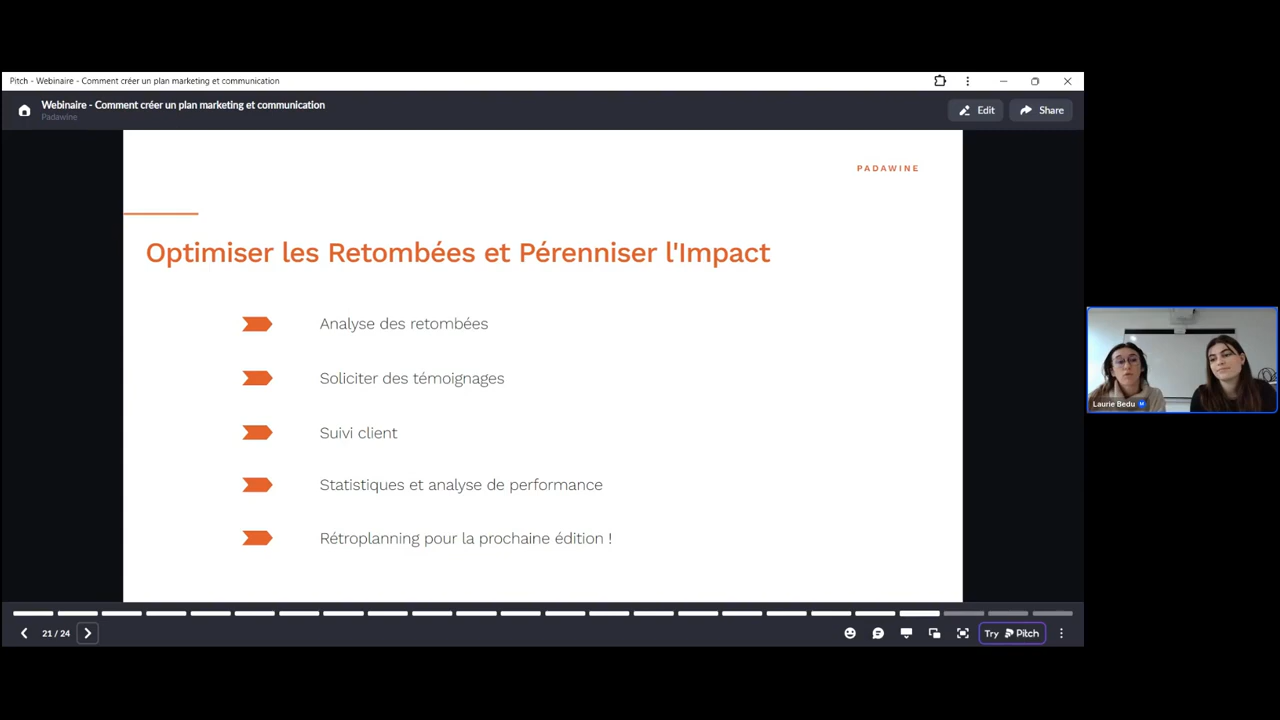 Pitch - Webinaire - Comment créer un plan marketing et communication
Webinaire - Comment créer un plan marketing et communication
Padawine
Edit
Share
PADAWINE
Optimiser les Retombées et Pérenniser l'Impact
Analyse des retombées
Soliciter des témoignages
Suivi client
Statistiques et analyse de performance
Rétroplanning pour la prochaine édition !
Laurie Bedu
21 / 24
Try Pitch